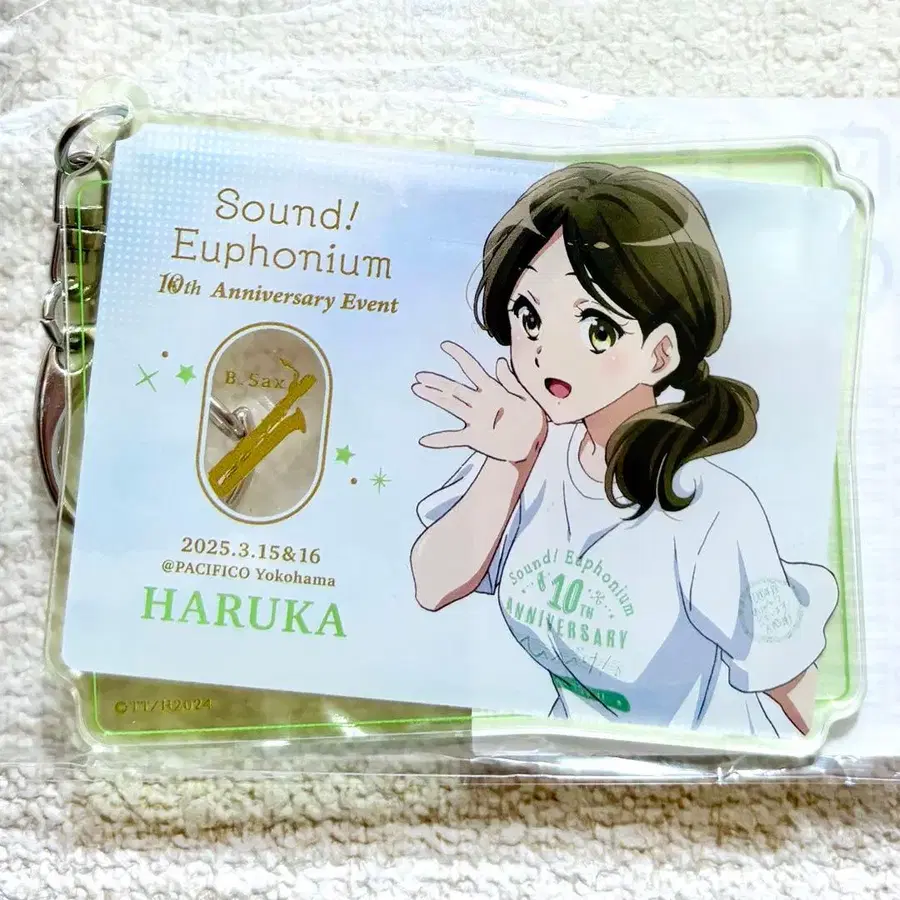 Sound!
Euphonium
10th Anniversary Event
B. Sax
2025.3.15&16
@PACIFICO Yokohama
HARUKA
©TT/H2024
Sound! Euphonium
10TH
ANNIVERSARY